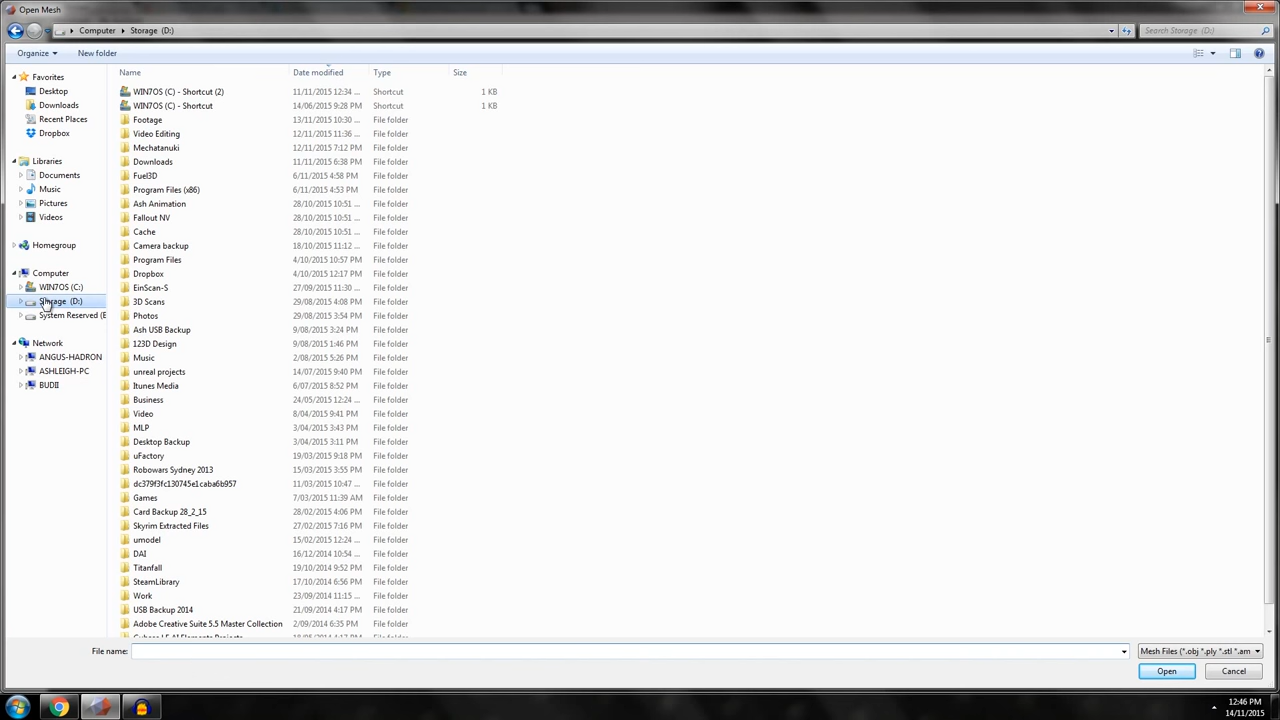 Open Mesh
Computer Storage (D:) Search Storage (D:)
Organize New folder
Favorites
Desktop
Downloads
Recent Places
Dropbox
Libraries
Documents
Music
Pictures
Videos
Homegroup
Computer
WIN7OS (C:)
Storage (D:)
System Reserved (E
Network
ANGUS-HADRON
ASHLEIGH-PC
BUDII
Name Date modified Type Size
WIN7OS (C) - Shortcut (2) 11/11/2015 12:34 ... Shortcut 1 KB
WIN7OS (C) - Shortcut 14/06/2015 9:28 PM Shortcut 1 KB
Footage 13/11/2015 10:30 ... File folder
Video Editing 12/11/2015 11:36 ... File folder
Mechatanuki 12/11/2015 7:12 PM File folder
Downloads 11/11/2015 6:38 PM File folder
Fuel3D 6/11/2015 4:58 PM File folder
Program Files (x86) 6/11/2015 4:53 PM File folder
Ash Animation 28/10/2015 10:51 ... File folder
Fallout NV 28/10/2015 10:51 ... File folder
Cache 28/10/2015 10:51 ... File folder
Camera backup 18/10/2015 11:12 ... File folder
Program Files 4/10/2015 10:57 PM File folder
Dropbox 4/10/2015 12:17 PM File folder
EinScan-S 27/09/2015 11:30 ... File folder
3D Scans 29/08/2015 4:08 PM File folder
Photos 29/08/2015 3:54 PM File folder
Ash USB Backup 9/08/2015 3:24 PM File folder
123D Design 9/08/2015 1:46 PM File folder
Music 2/08/2015 5:26 PM File folder
unreal projects 14/07/2015 9:40 PM File folder
Itunes Media 6/07/2015 8:52 PM File folder
Business 24/05/2015 12:24 ... File folder
Video 8/04/2015 9:41 PM File folder
MLP 3/04/2015 3:43 PM File folder
Desktop Backup 3/04/2015 3:11 PM File folder
uFactory 19/03/2015 9:18 PM File folder
Robowars Sydney 2013 15/03/2015 3:55 PM File folder
dc379f3fc130745e1caba6b957 11/03/2015 10:47 ... File folder
Games 7/03/2015 11:39 AM File folder
Card Backup 28_2_15 28/02/2015 4:06 PM File folder
Skyrim Extracted Files 27/02/2015 7:16 PM File folder
umodel 15/02/2015 12:24 ... File folder
DAI 16/12/2014 10:54 ... File folder
Titanfall 19/10/2014 9:52 PM File folder
SteamLibrary 17/10/2014 6:56 PM File folder
Work 23/09/2014 11:15 ... File folder
USB Backup 2014 21/09/2014 4:17 PM File folder
Adobe Creative Suite 5.5 Master Collection 2/09/2014 6:35 PM File folder
File name: Mesh Files (*.obj *.ply *.stl *.am
Open Cancel
12:46 PM
14/11/2015